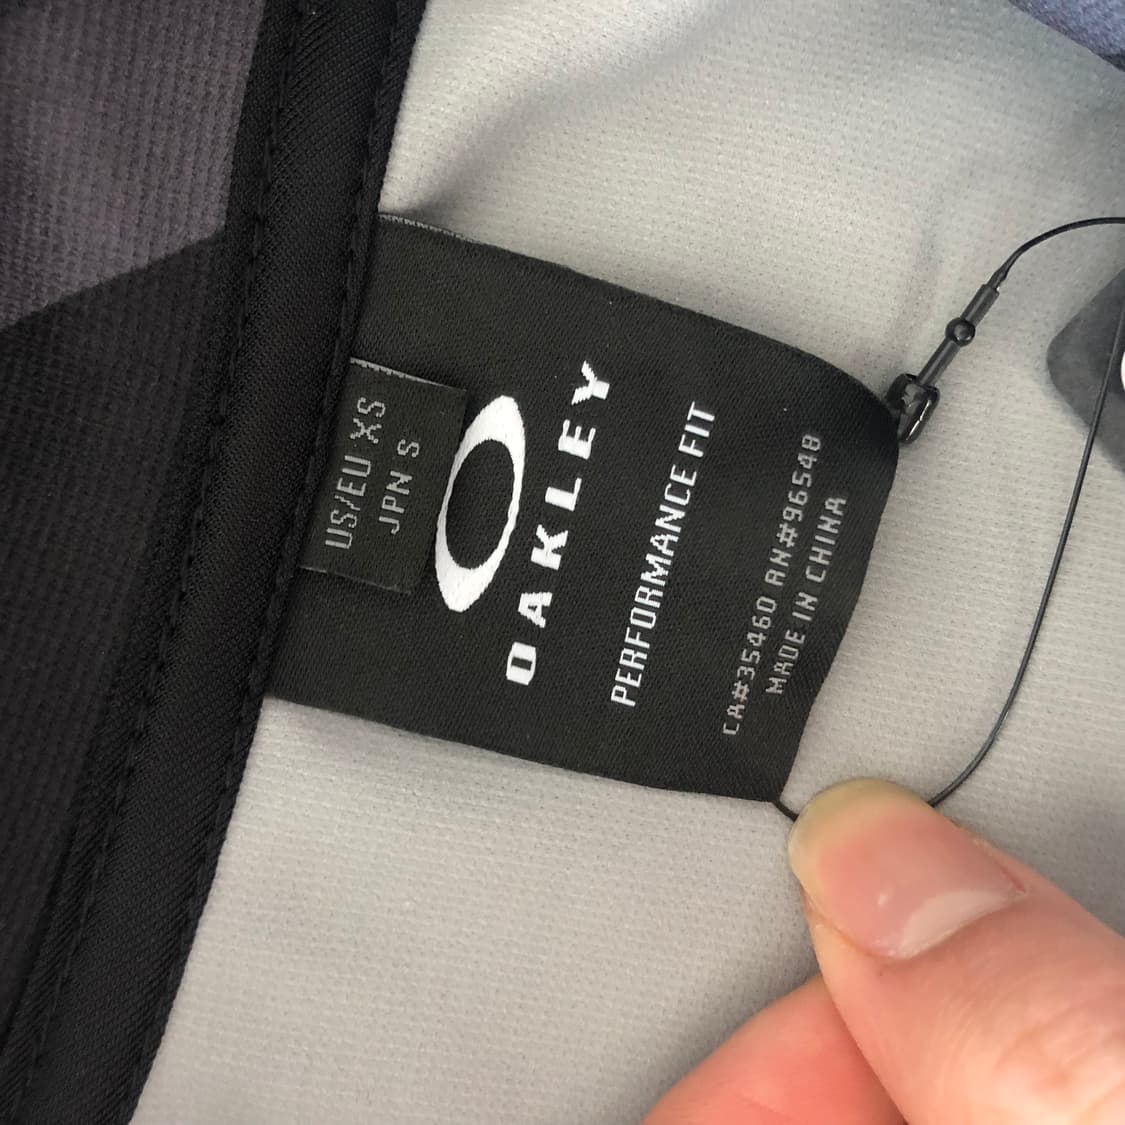 US/EU XS
JPN S
OAKLEY
PERFORMANCE FIT
CA#35460 RN#96548
MADE IN CHINA